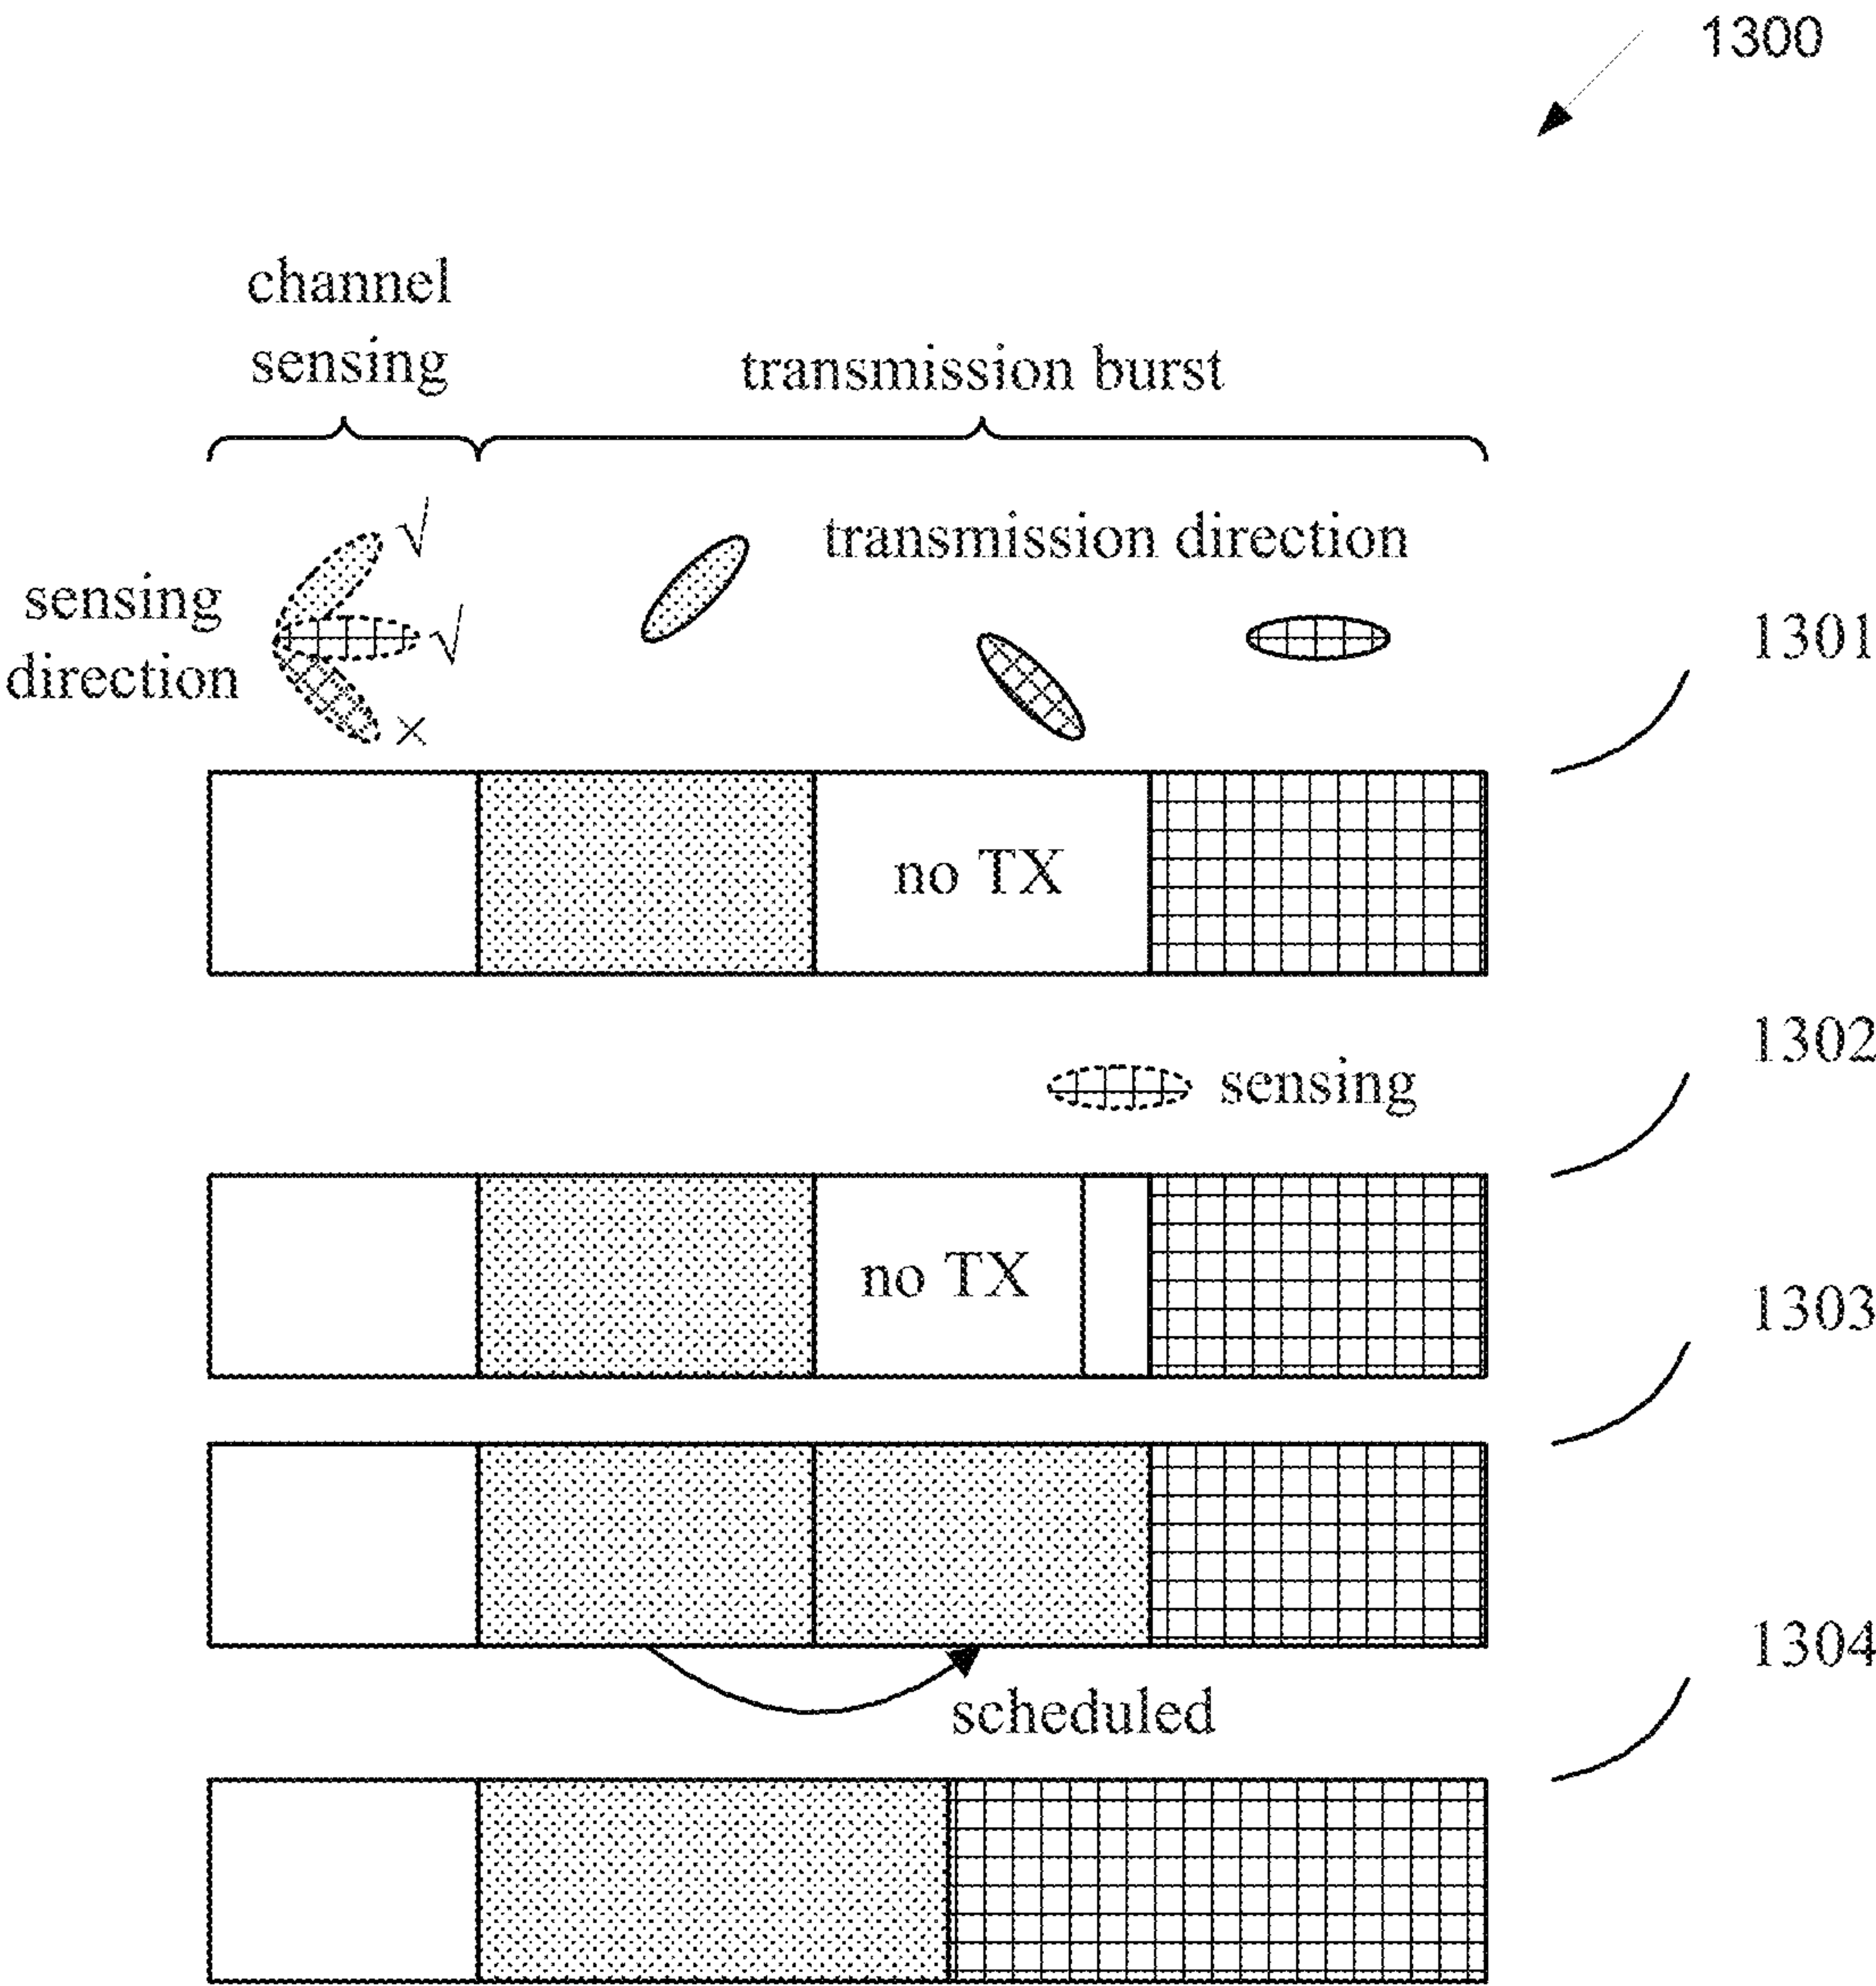 1300
channel
sensing
transmission burst
√
transmission direction
sensing
direction
√
×
1301
no TX
1302
sensing
no TX
1303
scheduled
1304